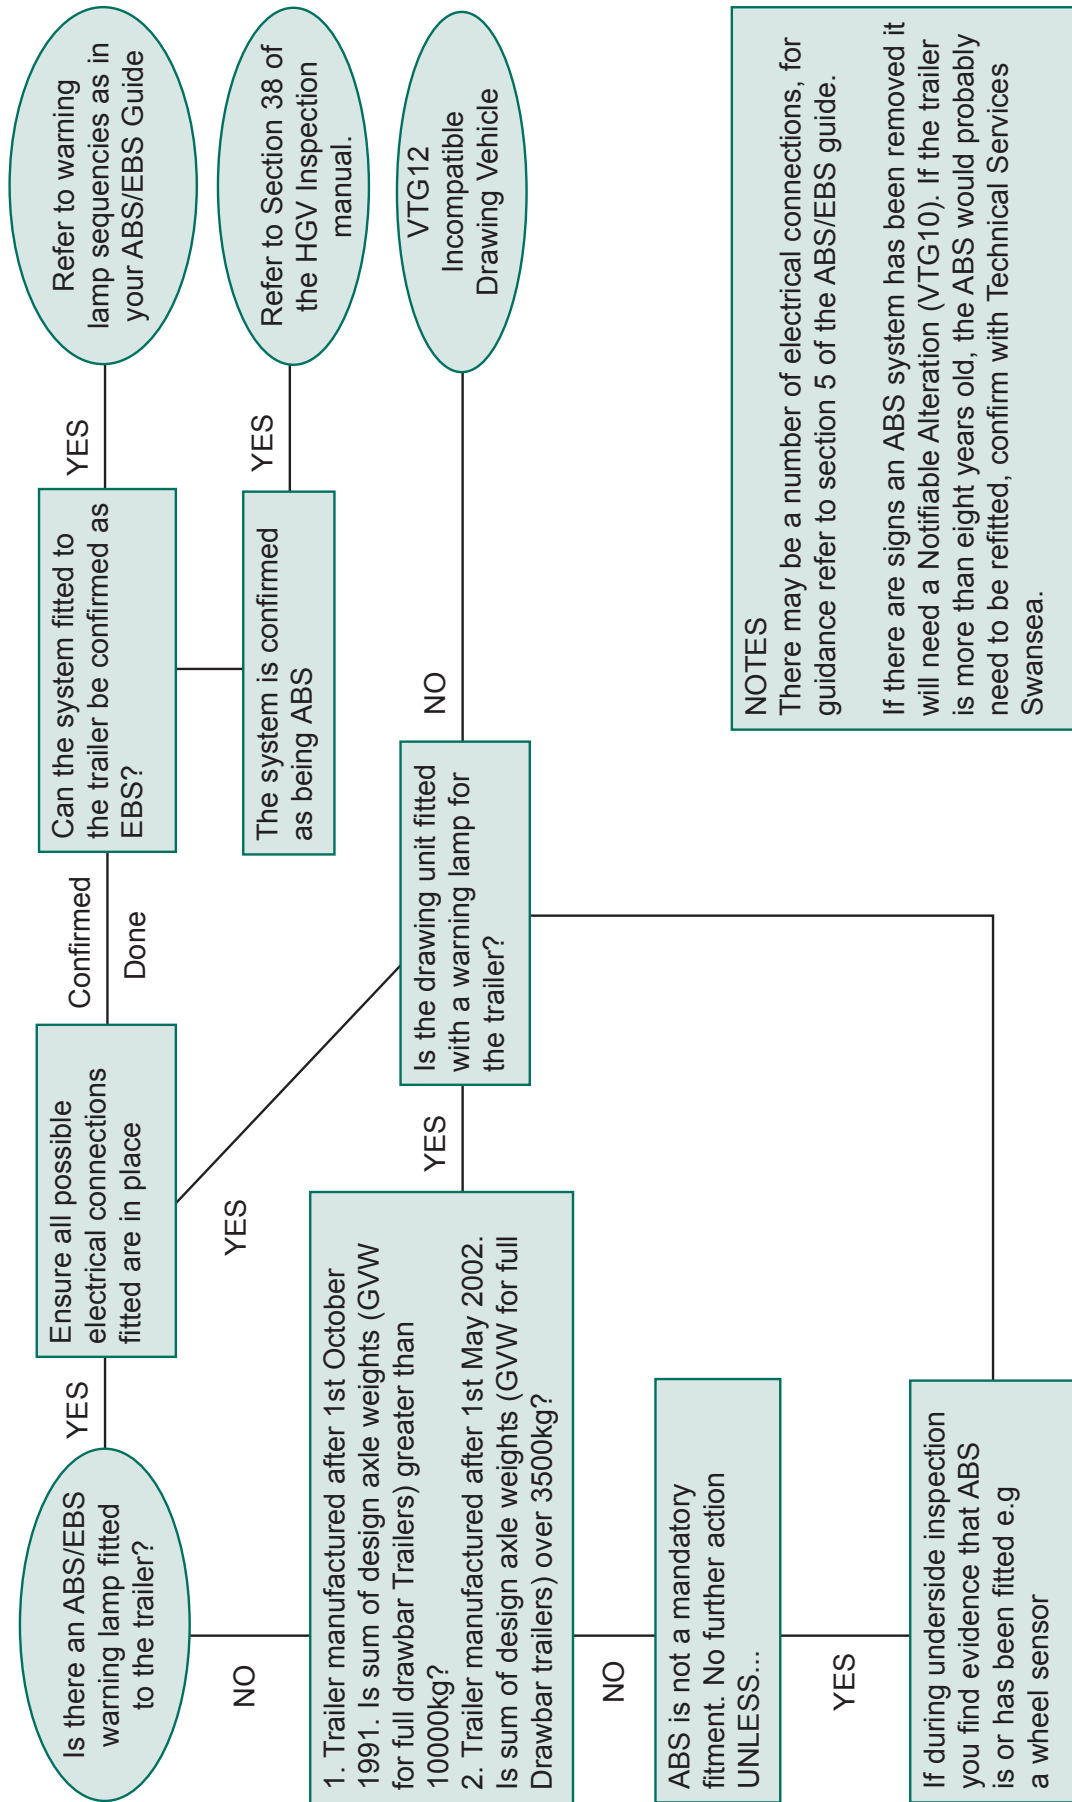 Is there an ABS/EBS
warning lamp fitted
to the trailer?
YES
Ensure all possible
electrical connections
fitted are in place
Confirmed
Done
Can the system fitted to
the trailer be confirmed as
EBS?
YES
Refer to warning
lamp sequencies as in
your ABS/EBS Guide
The system is confirmed
as being ABS
YES
Refer to Section 38 of
the HGV Inspection
manual.
NO
YES
1. Trailer manufactured after 1st October
1991. Is sum of design axle weights (GVW
for full drawbar Trailers) greater than
10000kg?
2. Trailer manufactured after 1st May 2002.
Is sum of design axle weights (GVW for full
Drawbar trailers) over 3500kg?
YES
Is the drawing unit fitted
with a warning lamp for
the trailer?
NO
VTG12
Incompatible
Drawing Vehicle
NO
ABS is not a mandatory
fitment. No further action
UNLESS...
YES
If during underside inspection
you find evidence that ABS
is or has been fitted e.g
a wheel sensor
NOTES
There may be a number of electrical connections, for
guidance refer to section 5 of the ABS/EBS guide.
If there are signs an ABS system has been removed it
will need a Notifiable Alteration (VTG10). If the trailer
is more than eight years old, the ABS would probably
need to be refitted, confirm with Technical Services
Swansea.